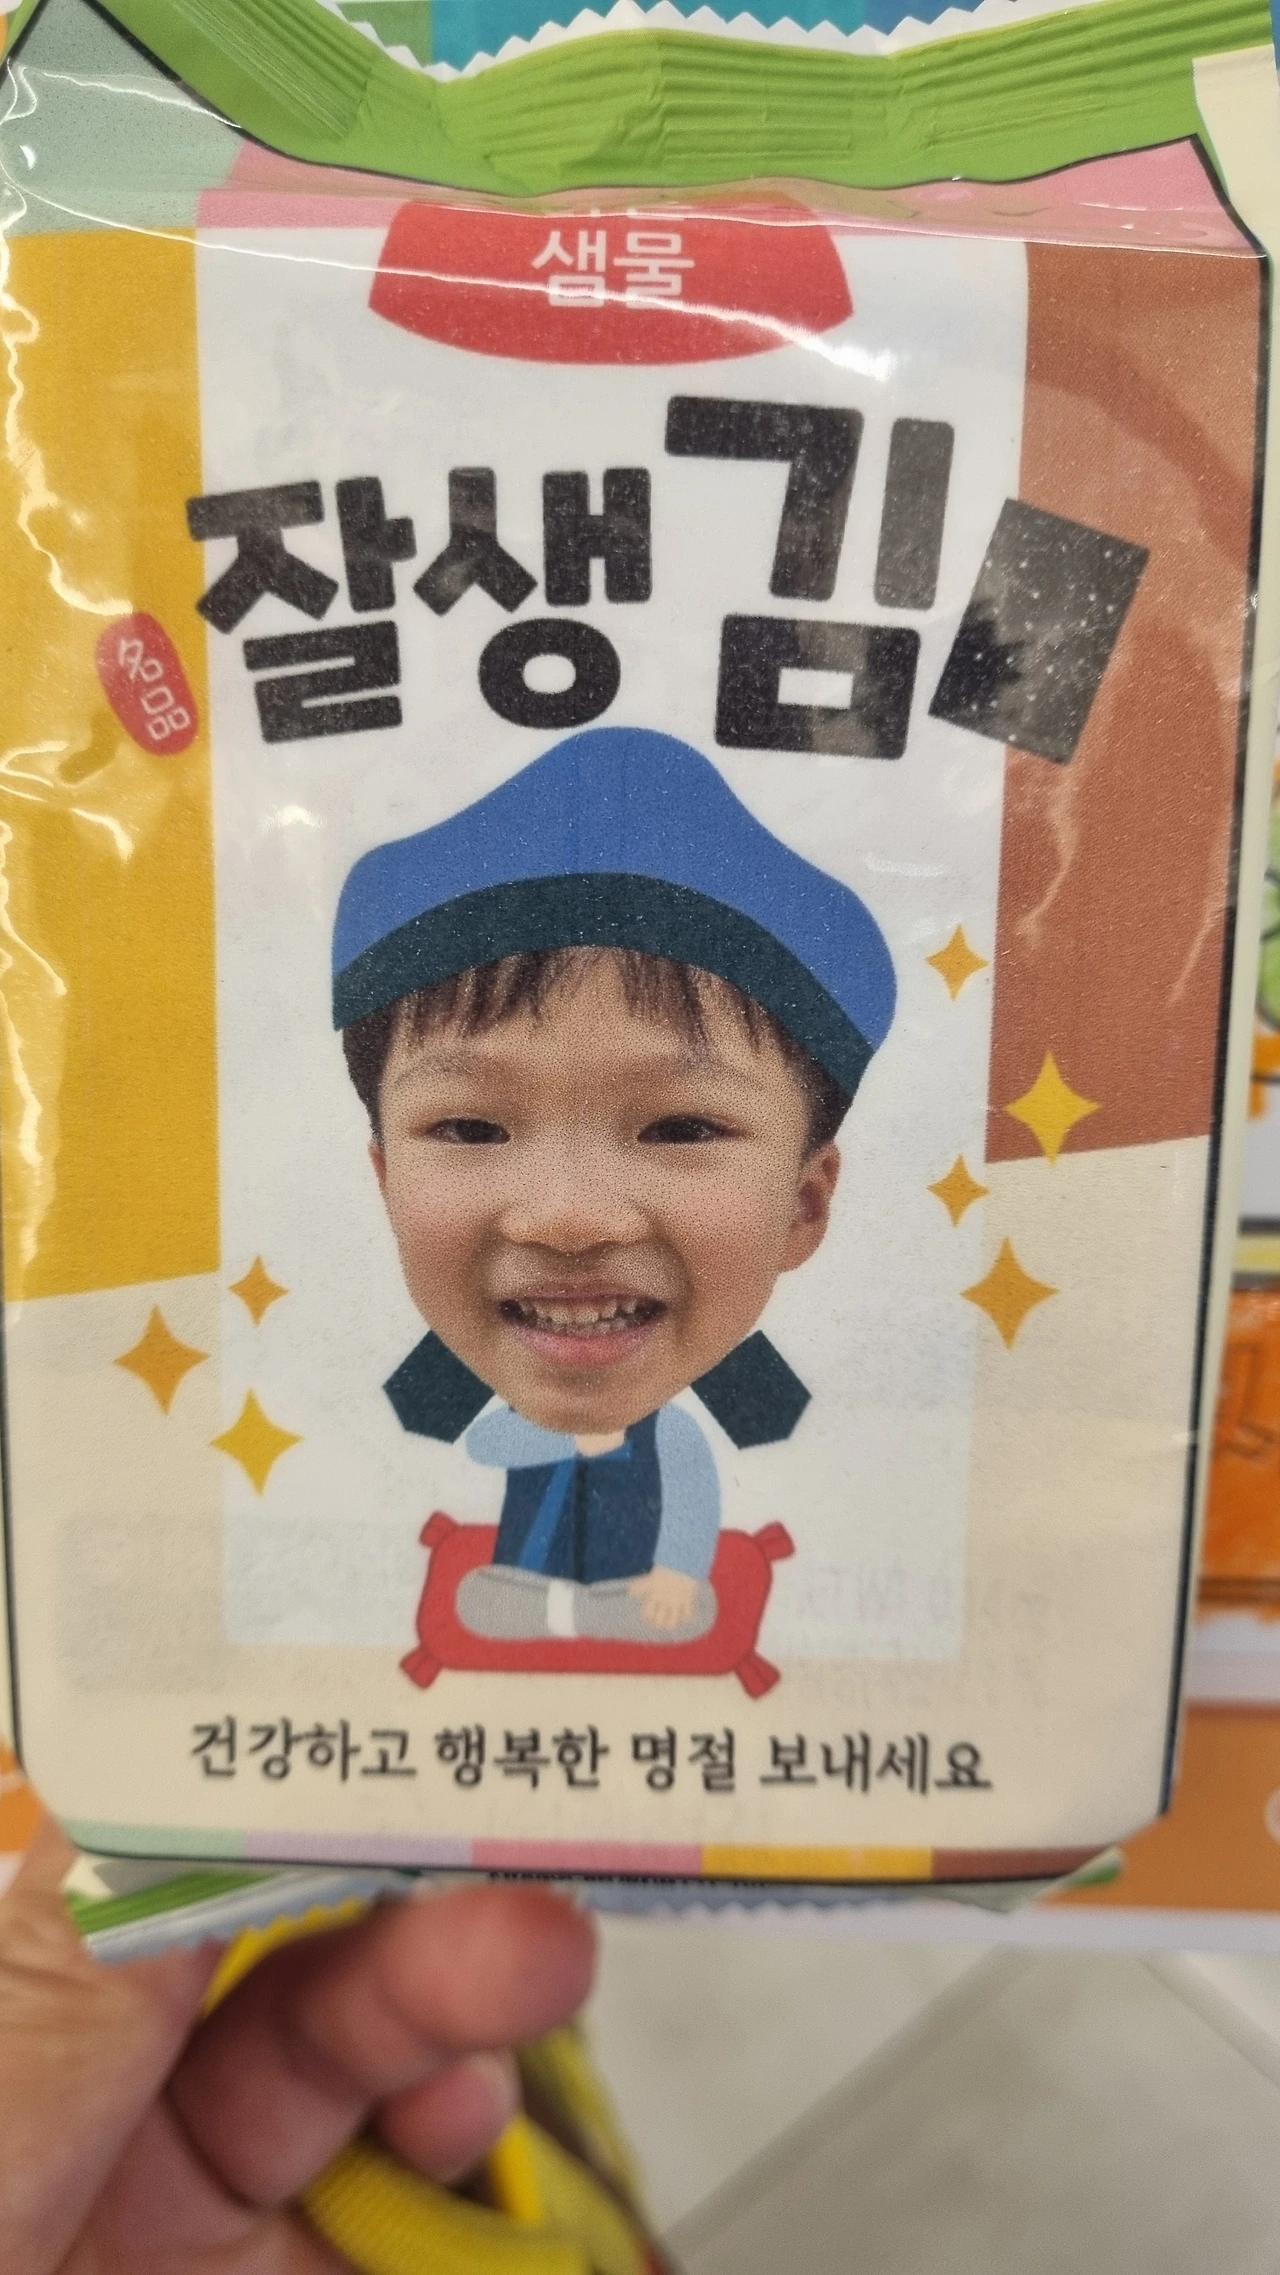 샘물
잘생김
名品
건강하고 행복한 명절 보내세요